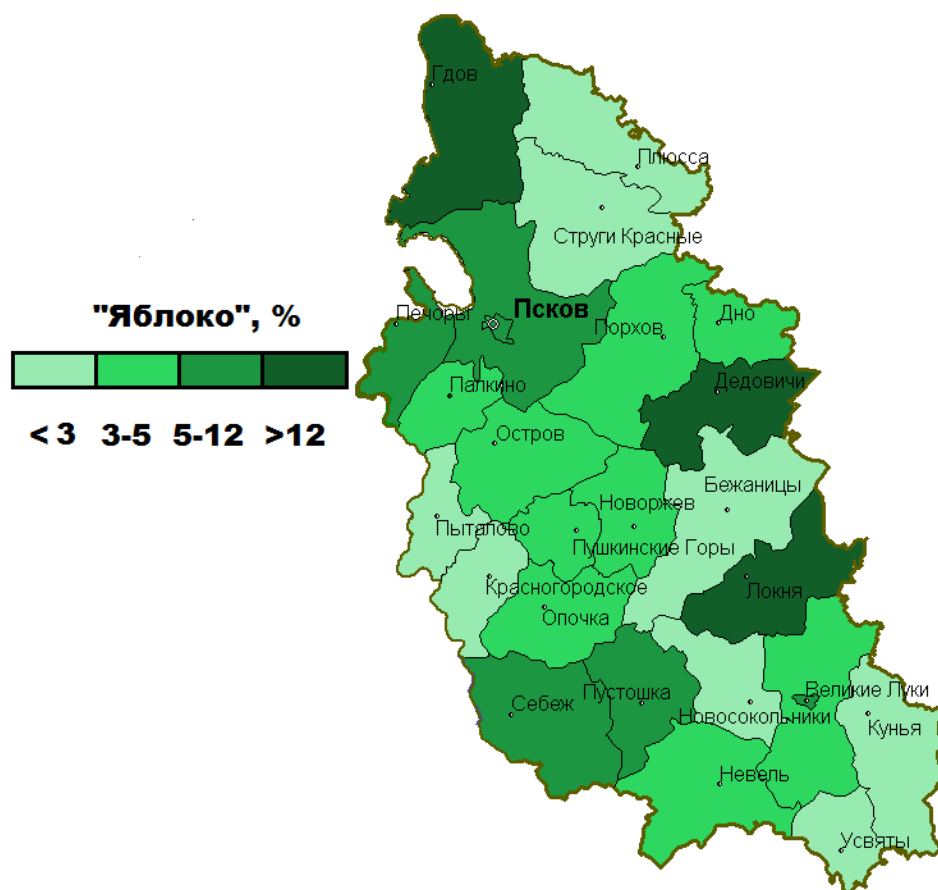 Гдов
Плюсса
Струги Красные
"Яблоко", %
Печоры
Псков
Порхов
Дно
< 3 3-5 5-12 >12
Палкино
Дедовичи
Остров
Бежаницы
Новоржев
Пыталово
Пушкинские Горы
Красногородское
Локня
Опочка
Себеж
Пустошка
Великие Луки
Новосокольники
Кунья
Невель
Усвяты